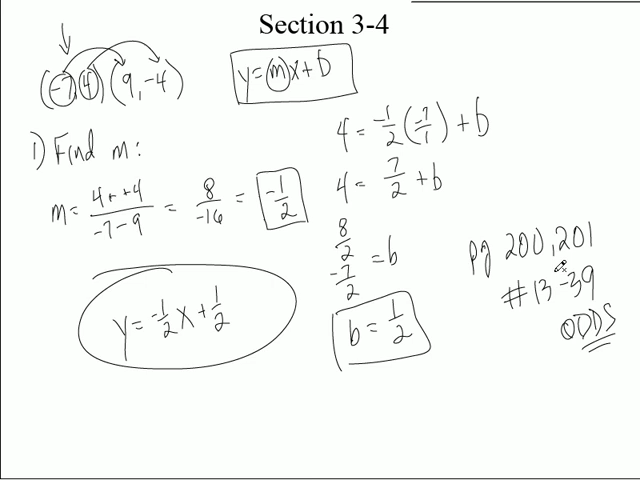 Section 3-4
(-7,4) (9,-4)
y=mx+b
1) Find m:
m= 4++4/-7-9 = 8/-16 = -1/2
4= -1/2(-7/1)+b
4= 7/2+b
8/2
-7/2 =b
b= 1/2
y= -1/2x+1/2
pg 200,201
#13-39
ODDS